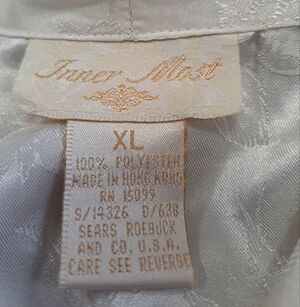 Inner Most
XL
100% POLYESTER
MADE IN HONG KONG
RN 15099
S/14326 D/638
SEARS ROEBUCK
AND CO. U.S.A.
CARE SEE REVERSE